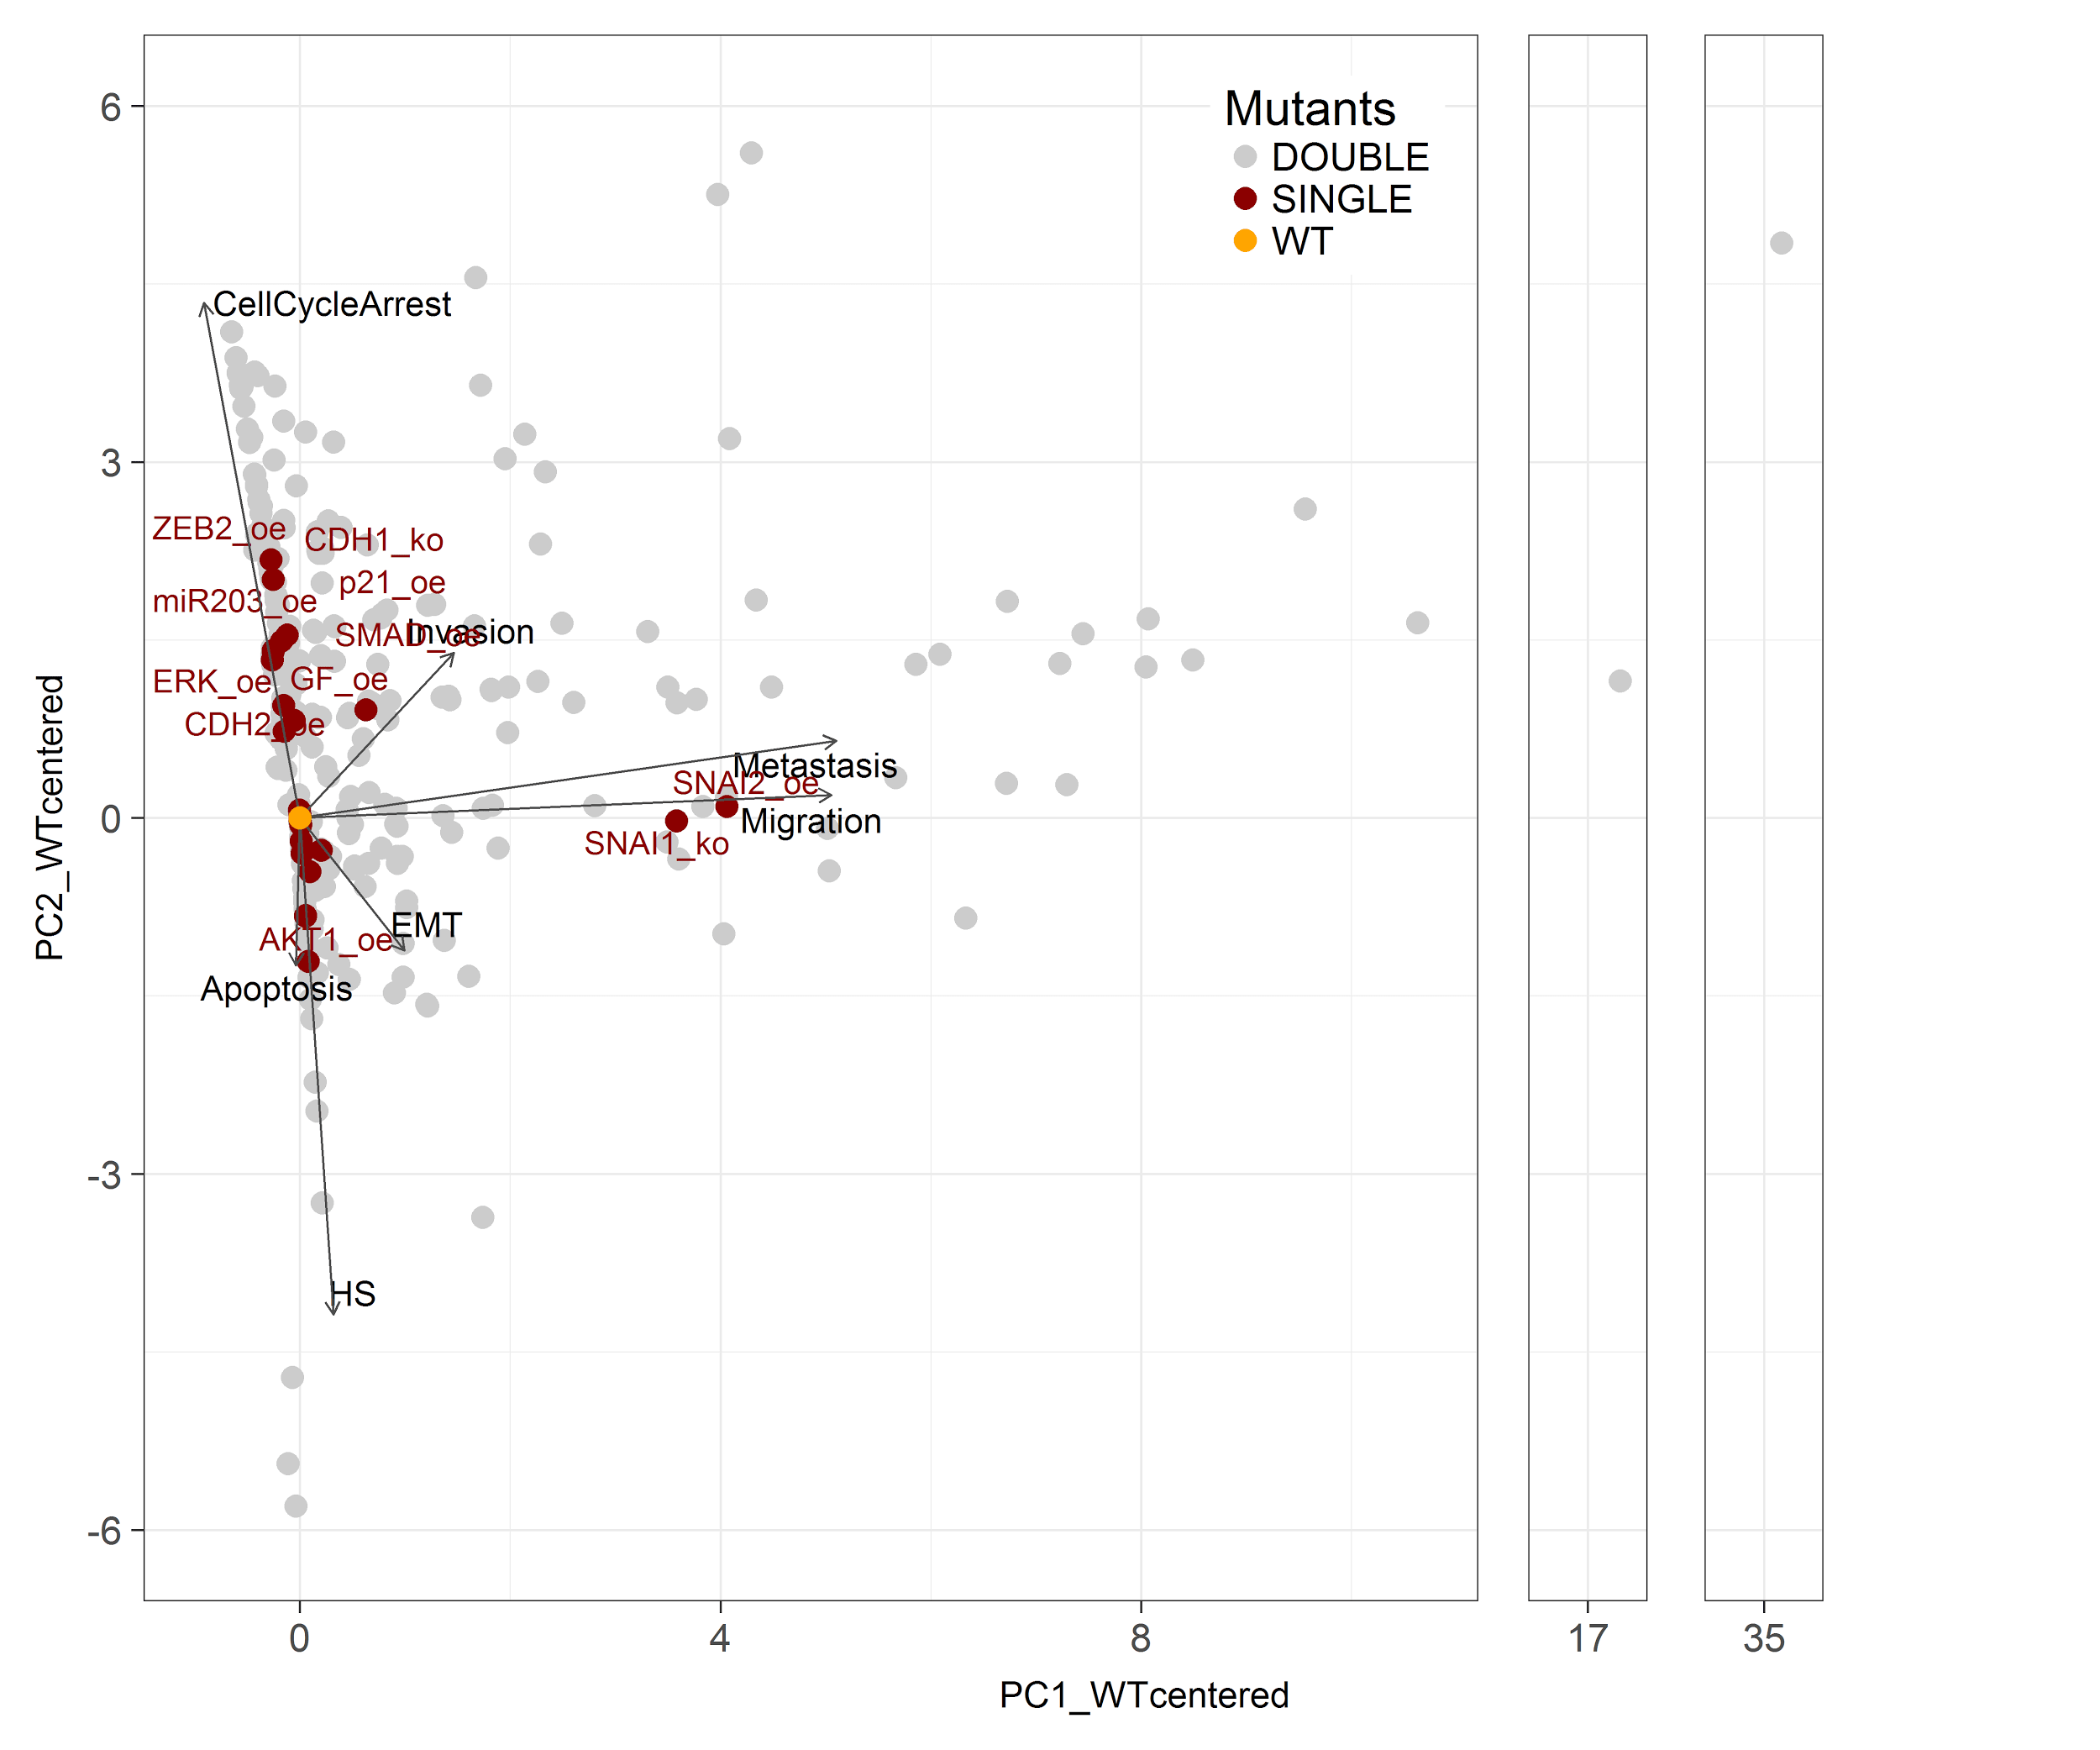 Mutants
DOUBLE
SINGLE
WT
6
3
0
-3
-6
PC2_WTcentered
CellCycleArrest
ZEB2_oe
CDH1_ko
p21_oe
miR203_oe
SMAD_oe
Invasion
ERK_oe
GF_oe
CDH2_oe
Metastasis
SNAI2_oe
Migration
SNAI1_ko
EMT
AKT1_oe
Apoptosis
HS
0
4
8
17
35
PC1_WTcentered